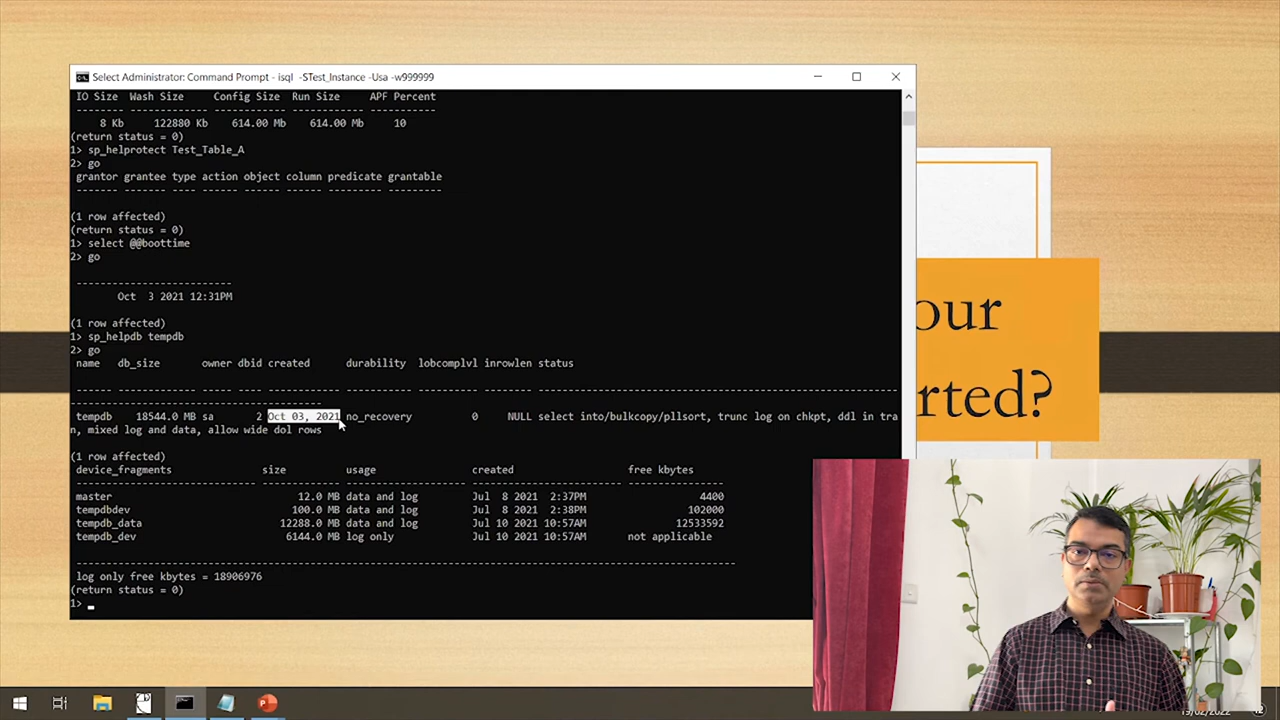 Select Administrator: Command Prompt - isql  -STest_Instance -Usa -w999999
IO Size  Wash Size     Config Size   Run Size     APF Percent
-------  ---------     -----------   --------     -----------
8 Kb     122880 Kb    614.00 Mb    614.00 Mb     10
(return status = 0)
1> sp_helprotect Test_Table_A
2> go
grantor grantee type action object column predicate grantable
------- ------- ---- ------ ------ ------ --------- ---------
(1 row affected)
(return status = 0)
1> select @@boottime
2> go
--------------------------
Oct  3 2021 12:31PM
(1 row affected)
1> sp_helpdb tempdb
2> go
name   db_size       owner dbid created      durability  lobcomplvl inrowlen status
tempdb    18544.0 MB sa       2 Oct 03, 2021 no_recovery          0     NULL select into/bulkcopy/pllsort, trunc log on chkpt, ddl in tra
n, mixed log and data, allow wide dol rows
(1 row affected)
device_fragments               size          usage                created                   free kbytes
master                               12.0 MB data and log         Jul  8 2021  2:37PM                   4400
tempdbdev                           100.0 MB data and log         Jul  8 2021  2:38PM                 102000
tempdb_data                       12288.0 MB data and log         Jul 10 2021 10:57AM               12533592
tempdb_dev                         6144.0 MB log only             Jul 10 2021 10:57AM         not applicable
log only free kbytes = 18906976
(return status = 0)
1>
our
rted?
19/02/2022